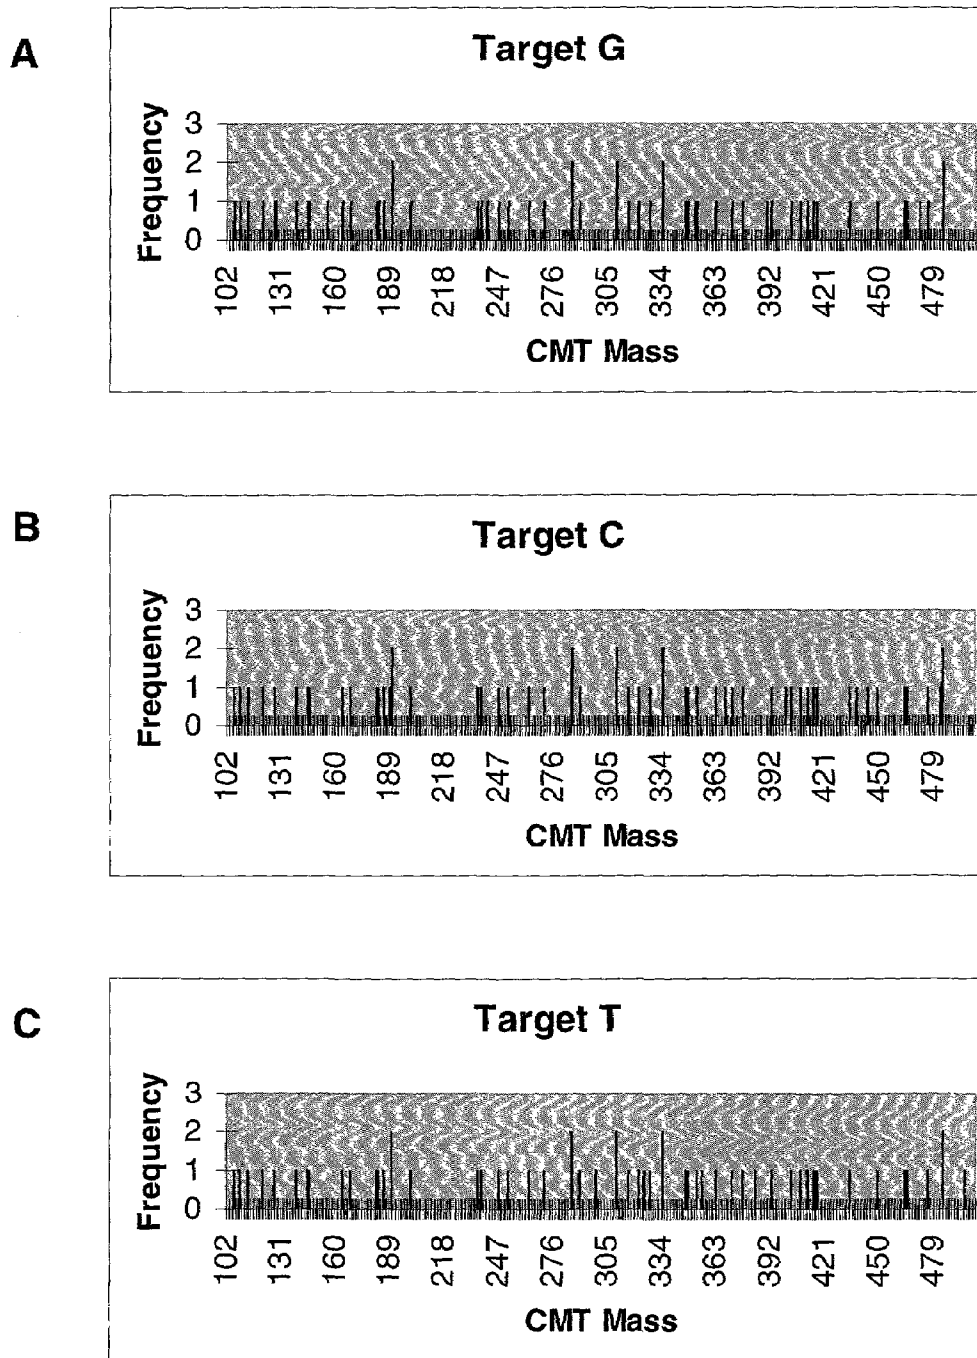 A
Target G
Frequency
3
2
1
0
102 131 160 189 218 247 276 305 334 363 392 421 450 479
CMT Mass
B
Target C
Frequency
3
2
1
0
102 131 160 189 218 247 276 305 334 363 392 421 450 479
CMT Mass
C
Target T
Frequency
3
2
1
0
102 131 160 189 218 247 276 305 334 363 392 421 450 479
CMT Mass